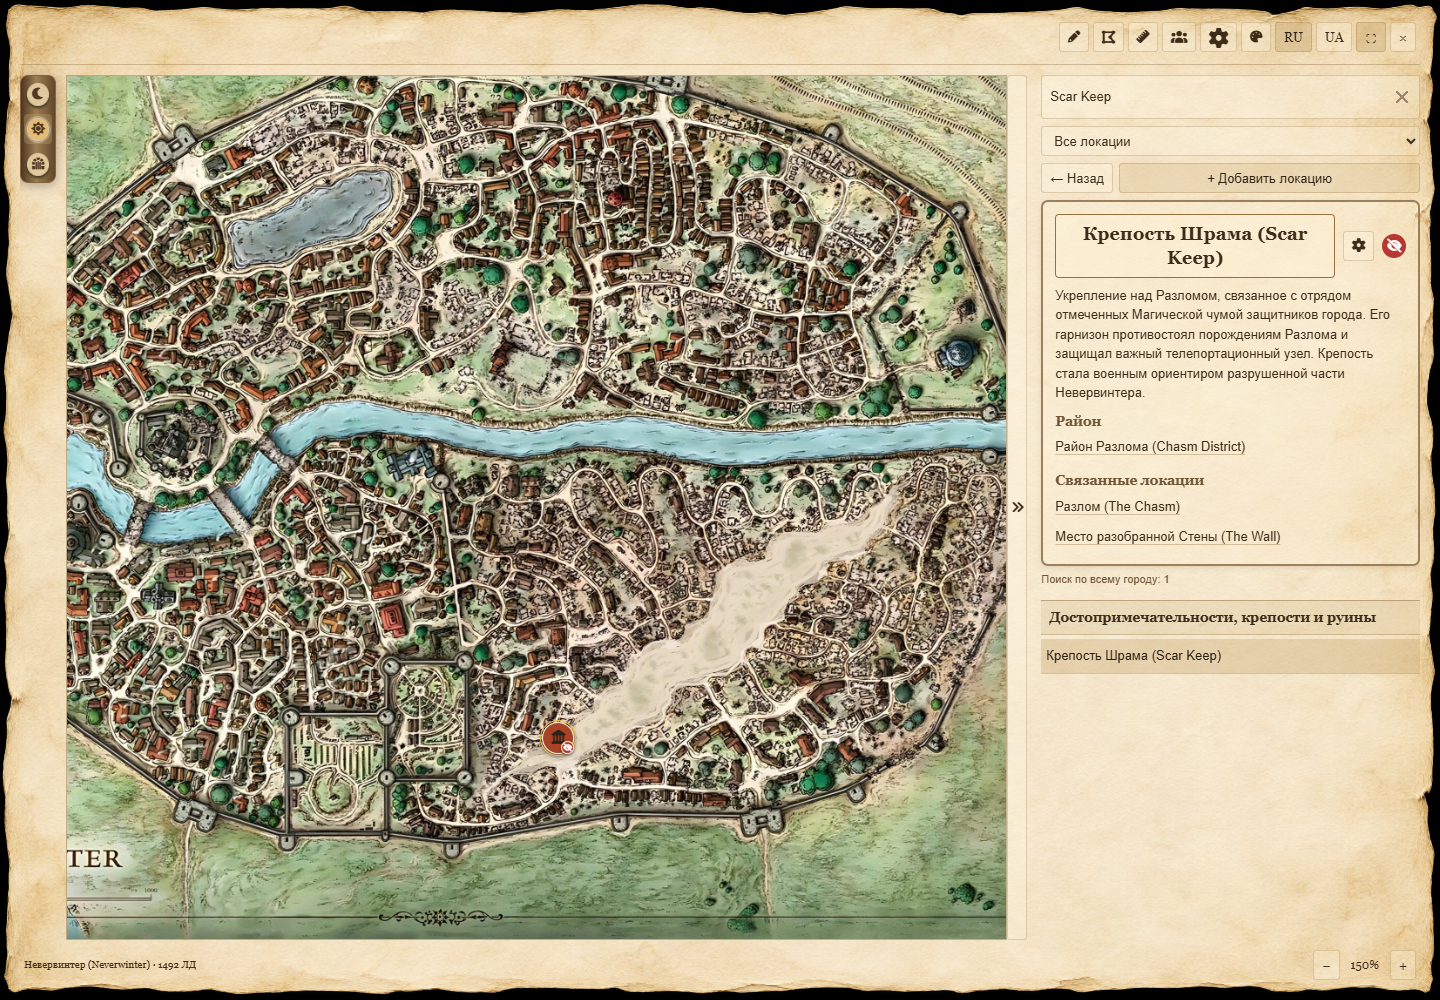 RU
UA
Scar Keep
Все локации
← Назад
+ Добавить локацию
Крепость Шрама (Scar
Keep)
Укрепление над Разломом, связанное с отрядом
отмеченных Магической чумой защитников города. Его
гарнизон противостоял порождениям Разлома и
защищал важный телепортационный узел. Крепость
стала военным ориентиром разрушенной части
Невервинтера.
Район
Район Разлома (Chasm District)
Связанные локации
Разлом (The Chasm)
Место разобранной Стены (The Wall)
Поиск по всему городу: 1
Достопримечательности, крепости и руины
Крепость Шрама (Scar Keep)
TER
Невервинтер (Neverwinter) · 1492 ЛД
− 150% +